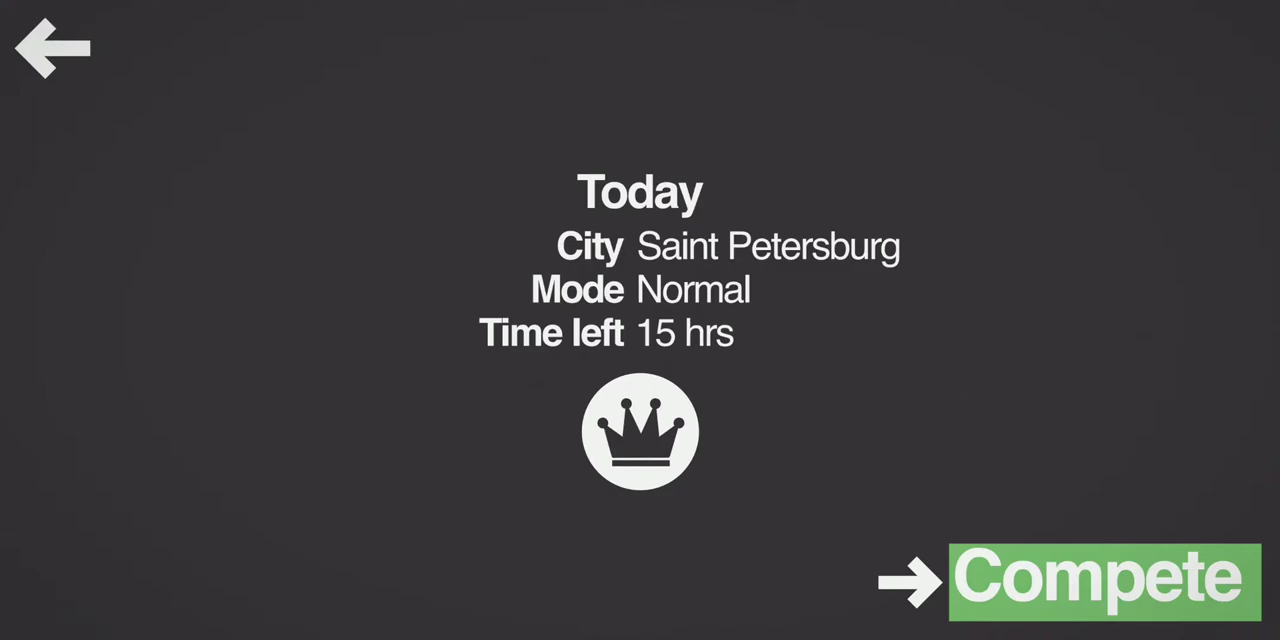 Today
City Saint Petersburg
Mode Normal
Time left 15 hrs
Compete